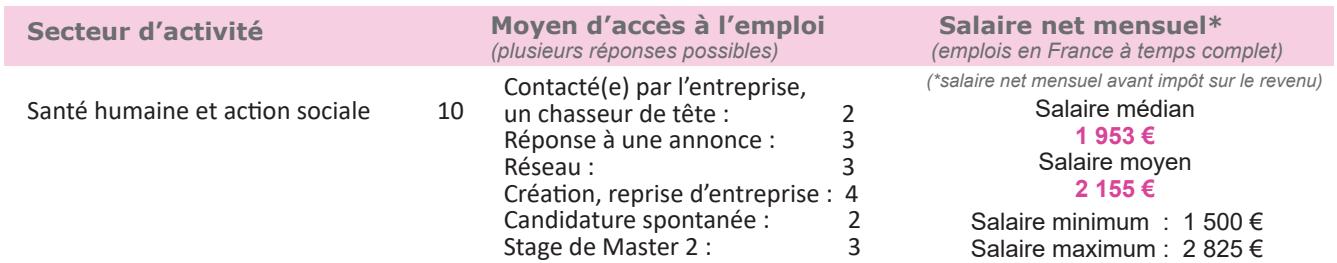 Secteur d’activité
Santé humaine et action sociale 10
Moyen d’accès à l’emploi
(plusieurs réponses possibles)
Contacté(e) par l’entreprise,
un chasseur de tête : 2
Réponse à une annonce : 3
Réseau : 3
Création, reprise d’entreprise : 4
Candidature spontanée : 2
Stage de Master 2 : 3
Salaire net mensuel*
(emplois en France à temps complet)
(*salaire net mensuel avant impôt sur le revenu)
Salaire médian
1 953 €
Salaire moyen
2 155 €
Salaire minimum : 1 500 €
Salaire maximum : 2 825 €